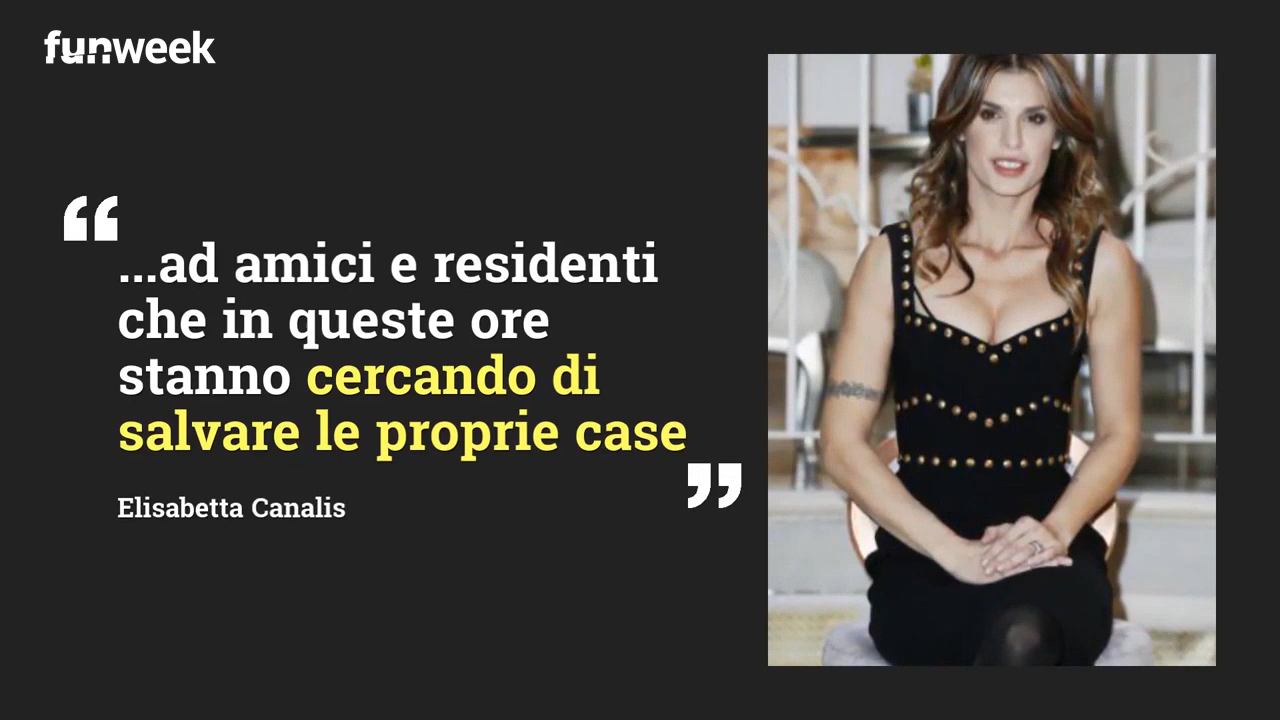 funweek
“
...ad amici e residenti
che in queste ore
stanno cercando di
salvare le proprie case
”
Elisabetta Canalis